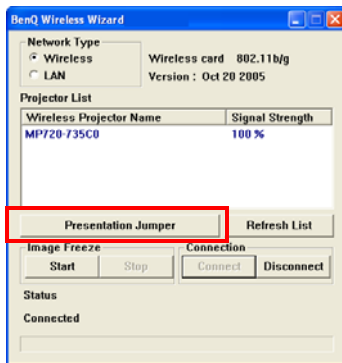 BenQ Wireless Wizard
Network Type
Wireless
LAN
Wireless card 802.11b/g
Version : Oct 20 2005
Projector List
Wireless Projector Name Signal Strength
MP720-735C0 100 %
Presentation Jumper Refresh List
Image Freeze Connection
Start Stop Connect Disconnect
Status
Connected